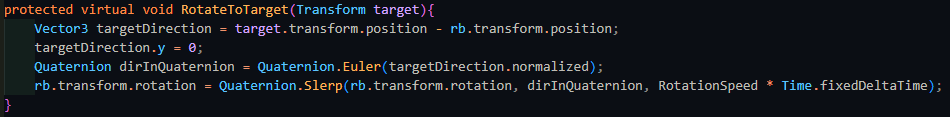 protected virtual void RotateToTarget(Transform target){
Vector3 targetDirection = target.transform.position - rb.transform.position;
targetDirection.y = 0;
Quaternion dirInQuaternion = Quaternion.Euler(targetDirection.normalized);
rb.transform.rotation = Quaternion.Slerp(rb.transform.rotation, dirInQuaternion, RotationSpeed * Time.fixedDeltaTime);
}